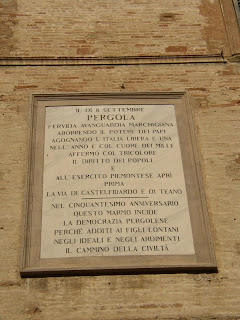 IL DI 8 SETTEMBRE
PERGOLA
FERVIDA AVANGUARDIA MARCHIGIANA
ABORRENDO IL POTERE DEI PAPI
AGOGNANDO L'ITALIA LIBERA E UNA
NELL'ANNO E COL CUORE DEI MILLE
AFFERMÒ COL TRICOLORE
IL DIRITTO DEI POPOLI
E
ALL'ESERCITO PIEMONTESE APRÌ
PRIMA
LA VIA DI CASTELFIDARDO E DI TEANO
NEL CINQUANTESIMO ANNIVERSARIO
QUESTO MARMO INCIDE
LA DEMOCRAZIA PERGOLESE
PERCHÈ ADDITI AI FIGLI LONTANI
NEGLI IDEALI E NEGLI ARDIMENTI
IL CAMMINO DELLA CIVILTÀ